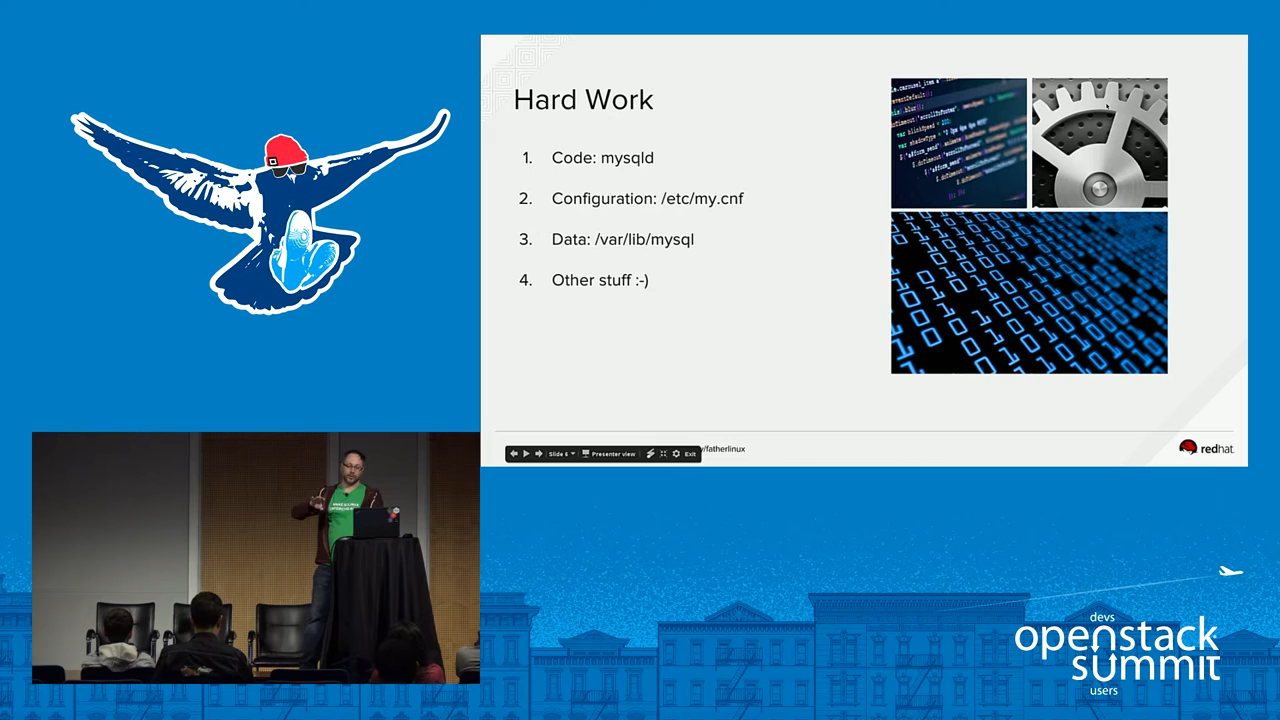 Hard Work
1. Code: mysqld
2. Configuration: /etc/my.cnf
3. Data: /var/lib/mysql
4. Other stuff :-)
Slide 6
Presenter view
Exit
/fatherlinux
redhat.
devs
openstack
summit
users